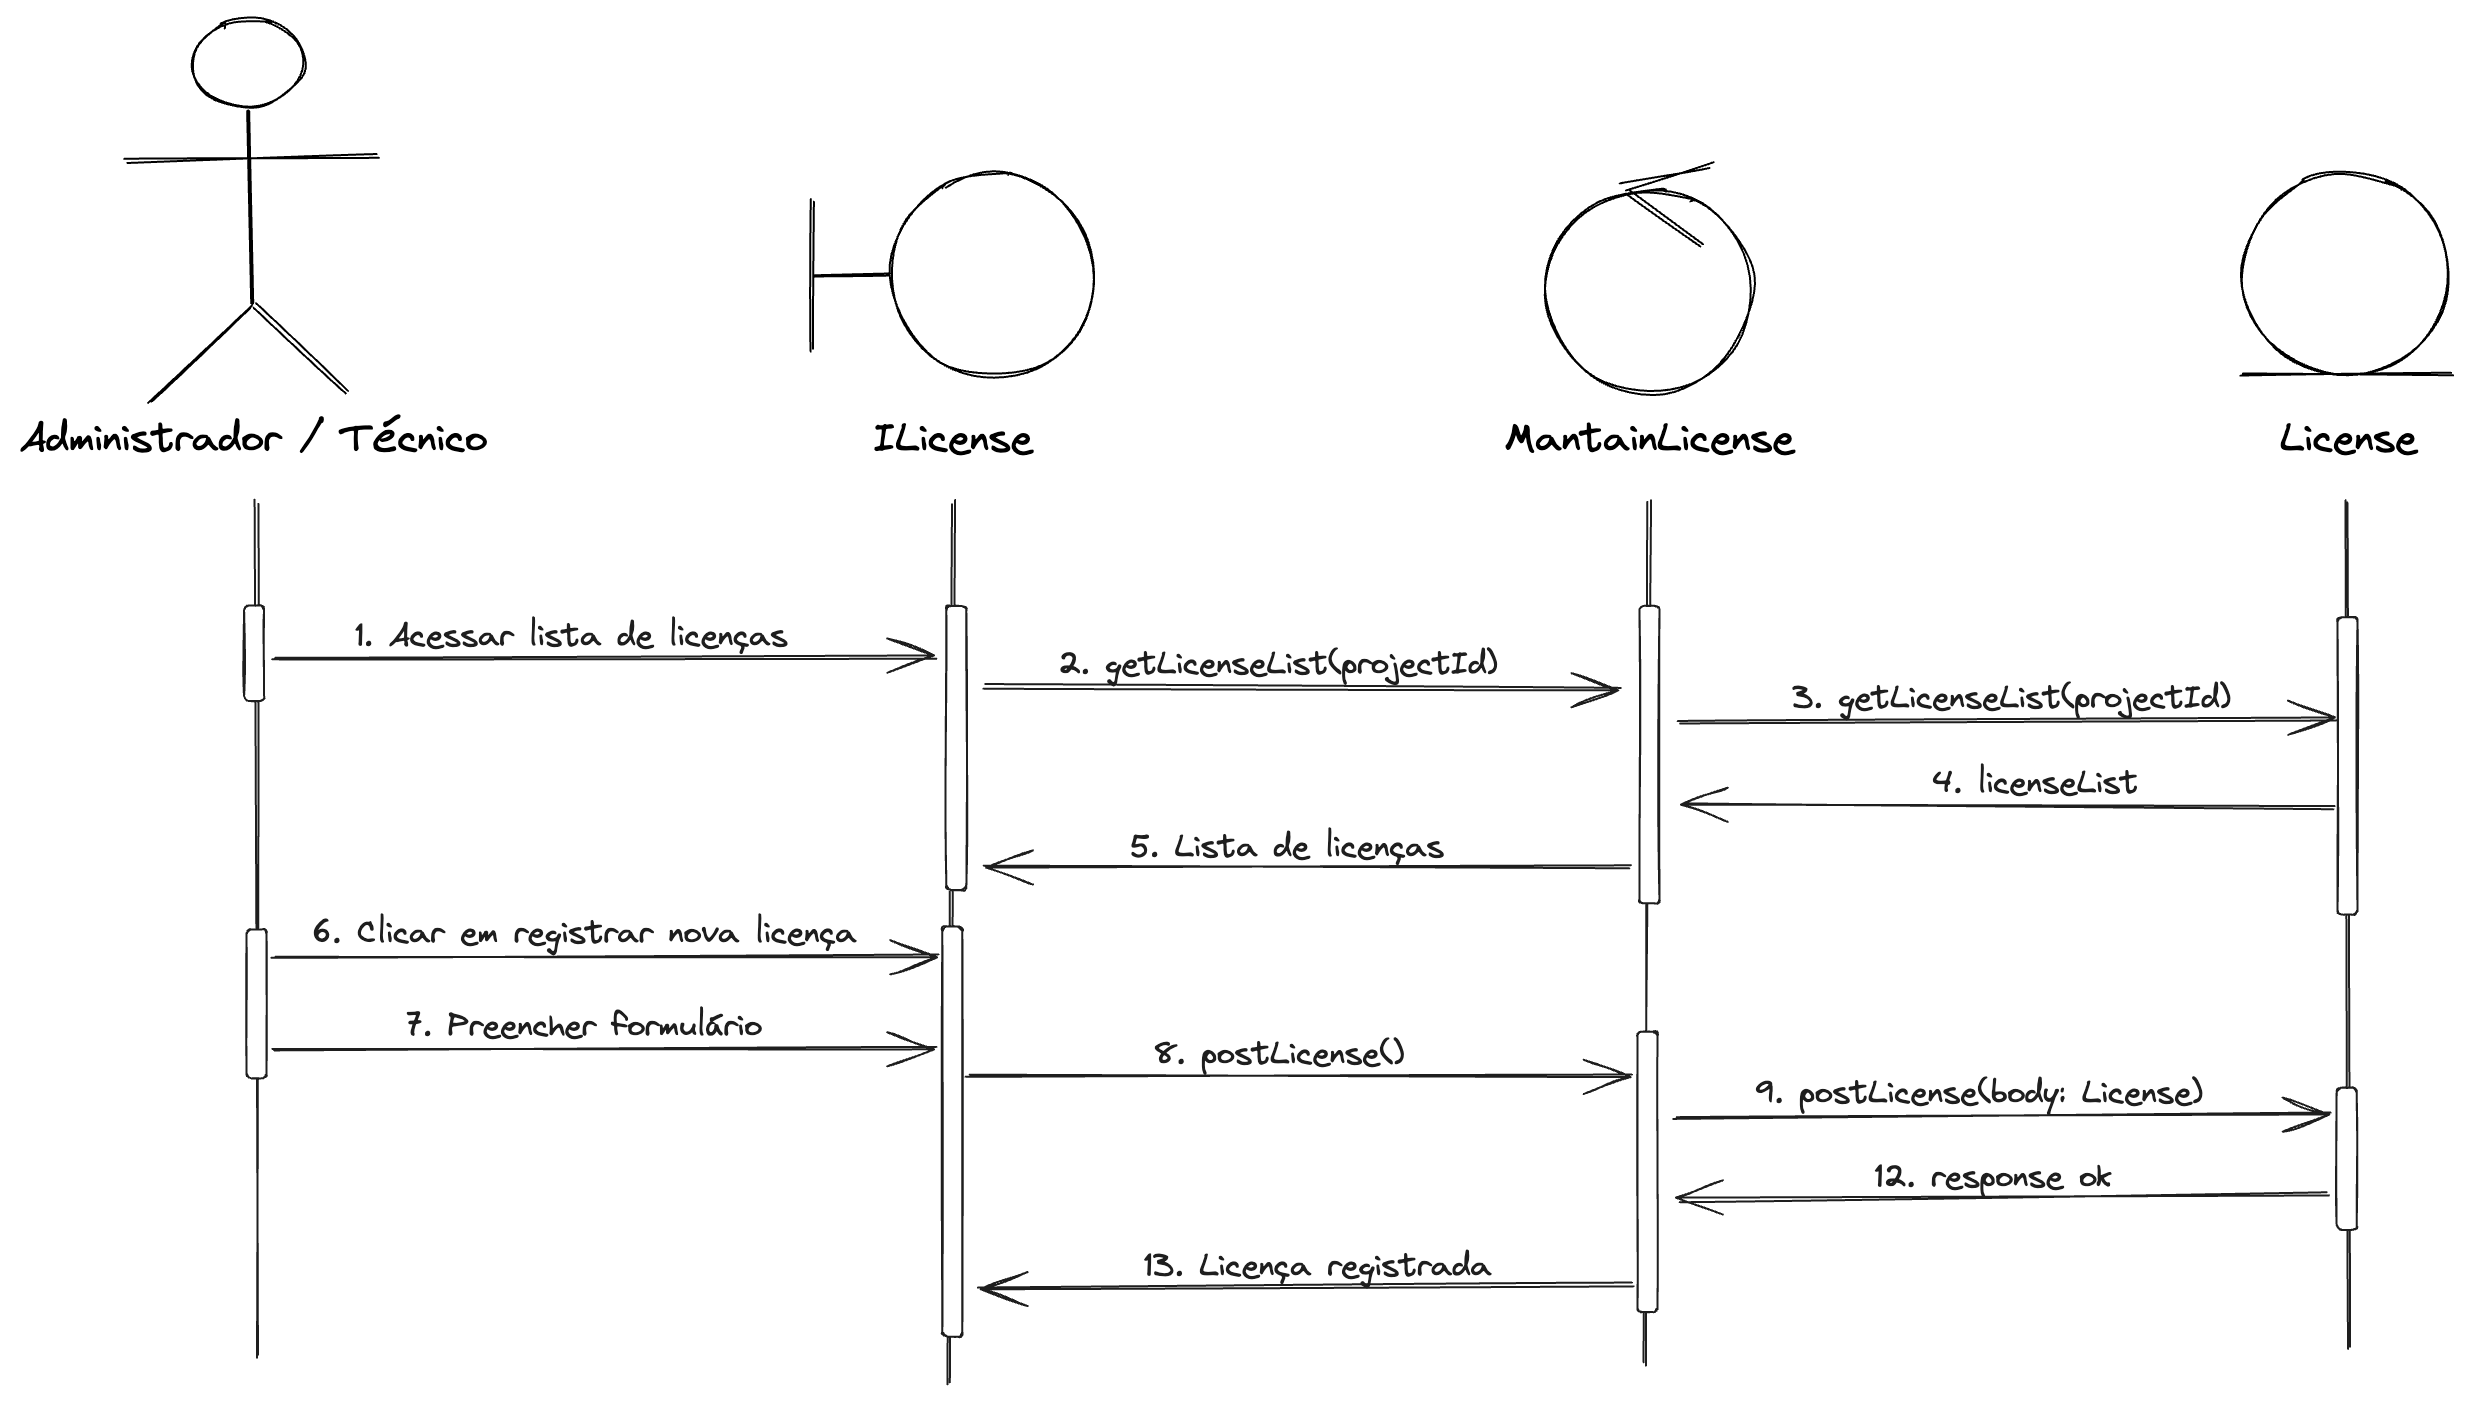 Administrador / Técnico
ILicense
MantainLicense
License
1. Acessar lista de licenças
2. getLicenseList(projectId)
3. getLicenseList(projectId)
4. licenseList
5. Lista de licenças
6. Clicar em registrar nova licença
7. Preencher formulário
8. postLicense()
9. postLicense(body: License)
12. response ok
13. Licença registrada